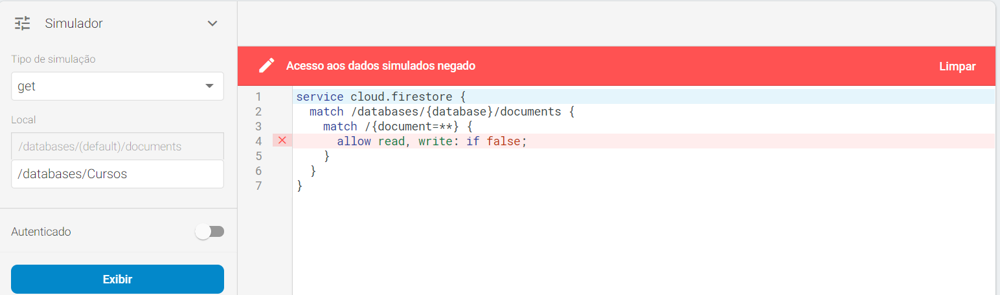 Simulador
Tipo de simulação
get
Local
/databases/(default)/documents
/databases/Cursos
Autenticado
Exibir
Acesso aos dados simulados negado
Limpar
1 service cloud.firestore {
2   match /databases/{database}/documents {
3     match /{document=**} {
4       allow read, write: if false;
5     }
6   }
7 }